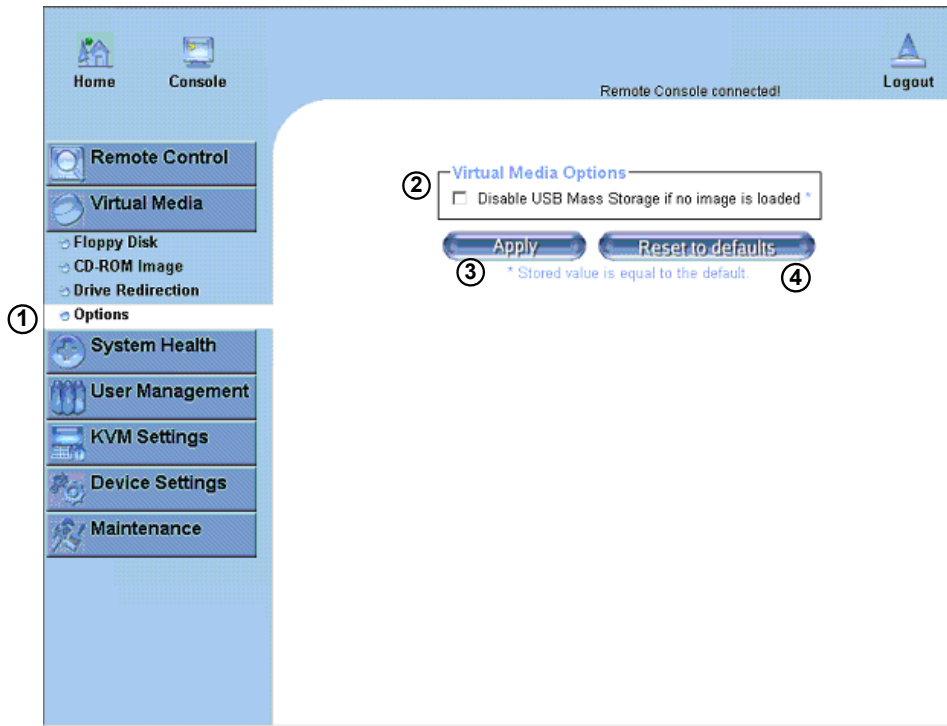 Home
Console
Remote Console connected!
Logout
Remote Control
Virtual Media
Floppy Disk
CD-ROM Image
Drive Redirection
① Options
System Health
User Management
KVM Settings
Device Settings
Maintenance
Virtual Media Options
② Disable USB Mass Storage if no image is loaded *
Apply Reset to defaults
③ ④
* Stored value is equal to the default.